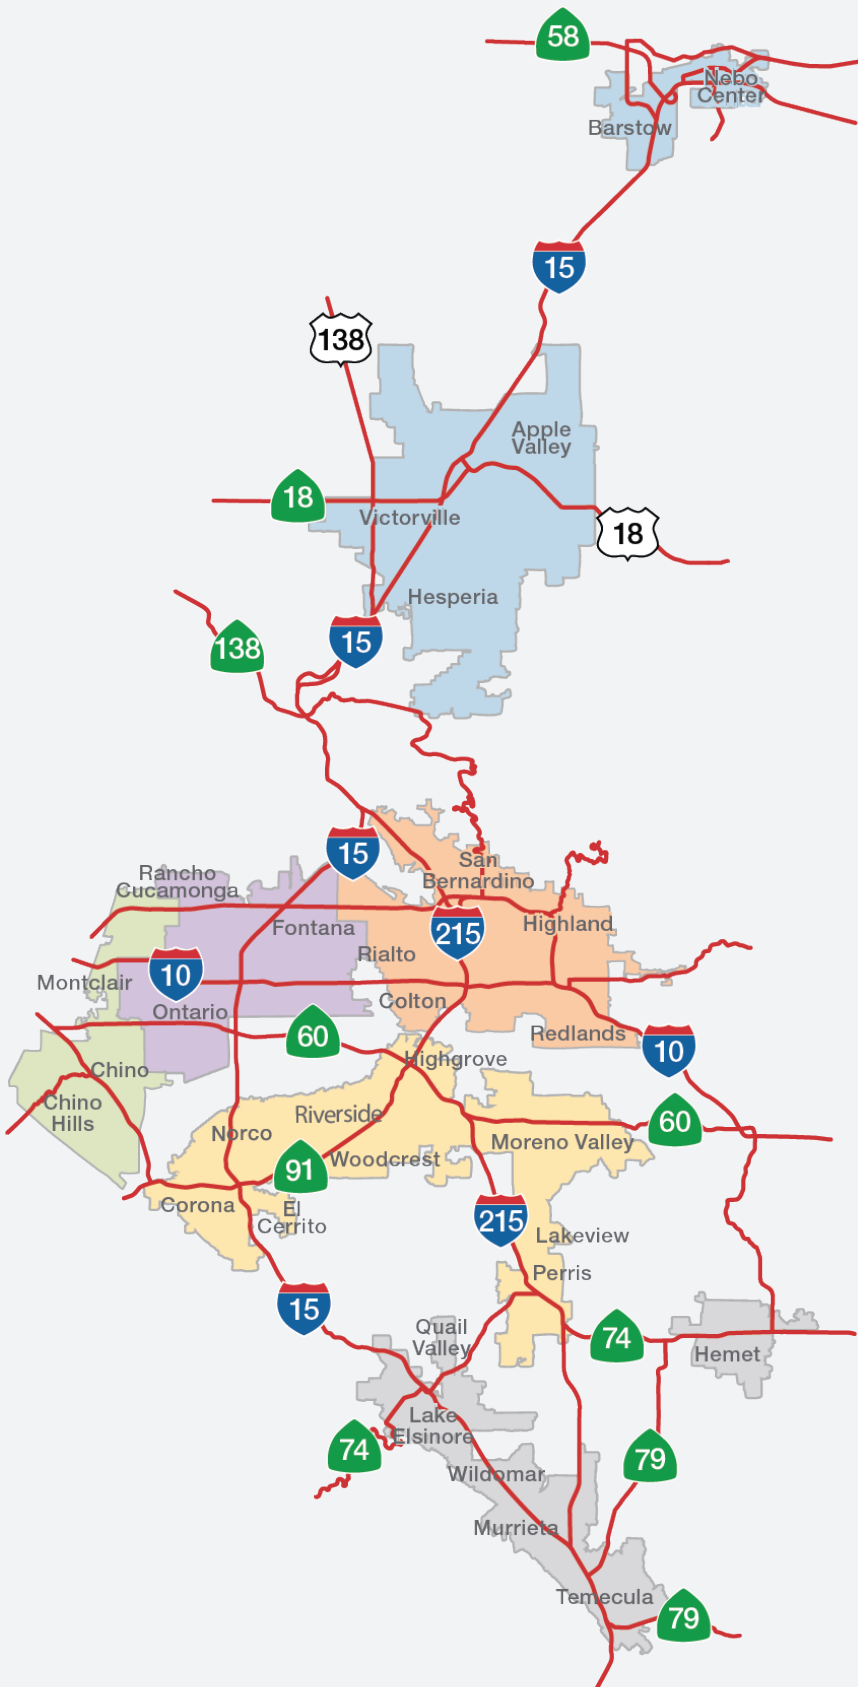 58
Nebo
Center
Barstow
15
138
Apple
Valley
18
Victorville
18
Hesperia
15
138
15
San
Bernardino
Rancho
Cucamonga
Fontana
215
Highland
Rialto
10
Montclair
Colton
Ontario
60
Redlands
10
Highgrove
Chino
Chino
Hills
Riverside
60
Norco
Moreno Valley
91
Woodcrest
Corona
El
Cerrito
215
Lakeview
Perris
15
Quail
Valley
74
Hemet
Lake
Elsinore
74
79
Wildomar
Murrieta
Temecula
79